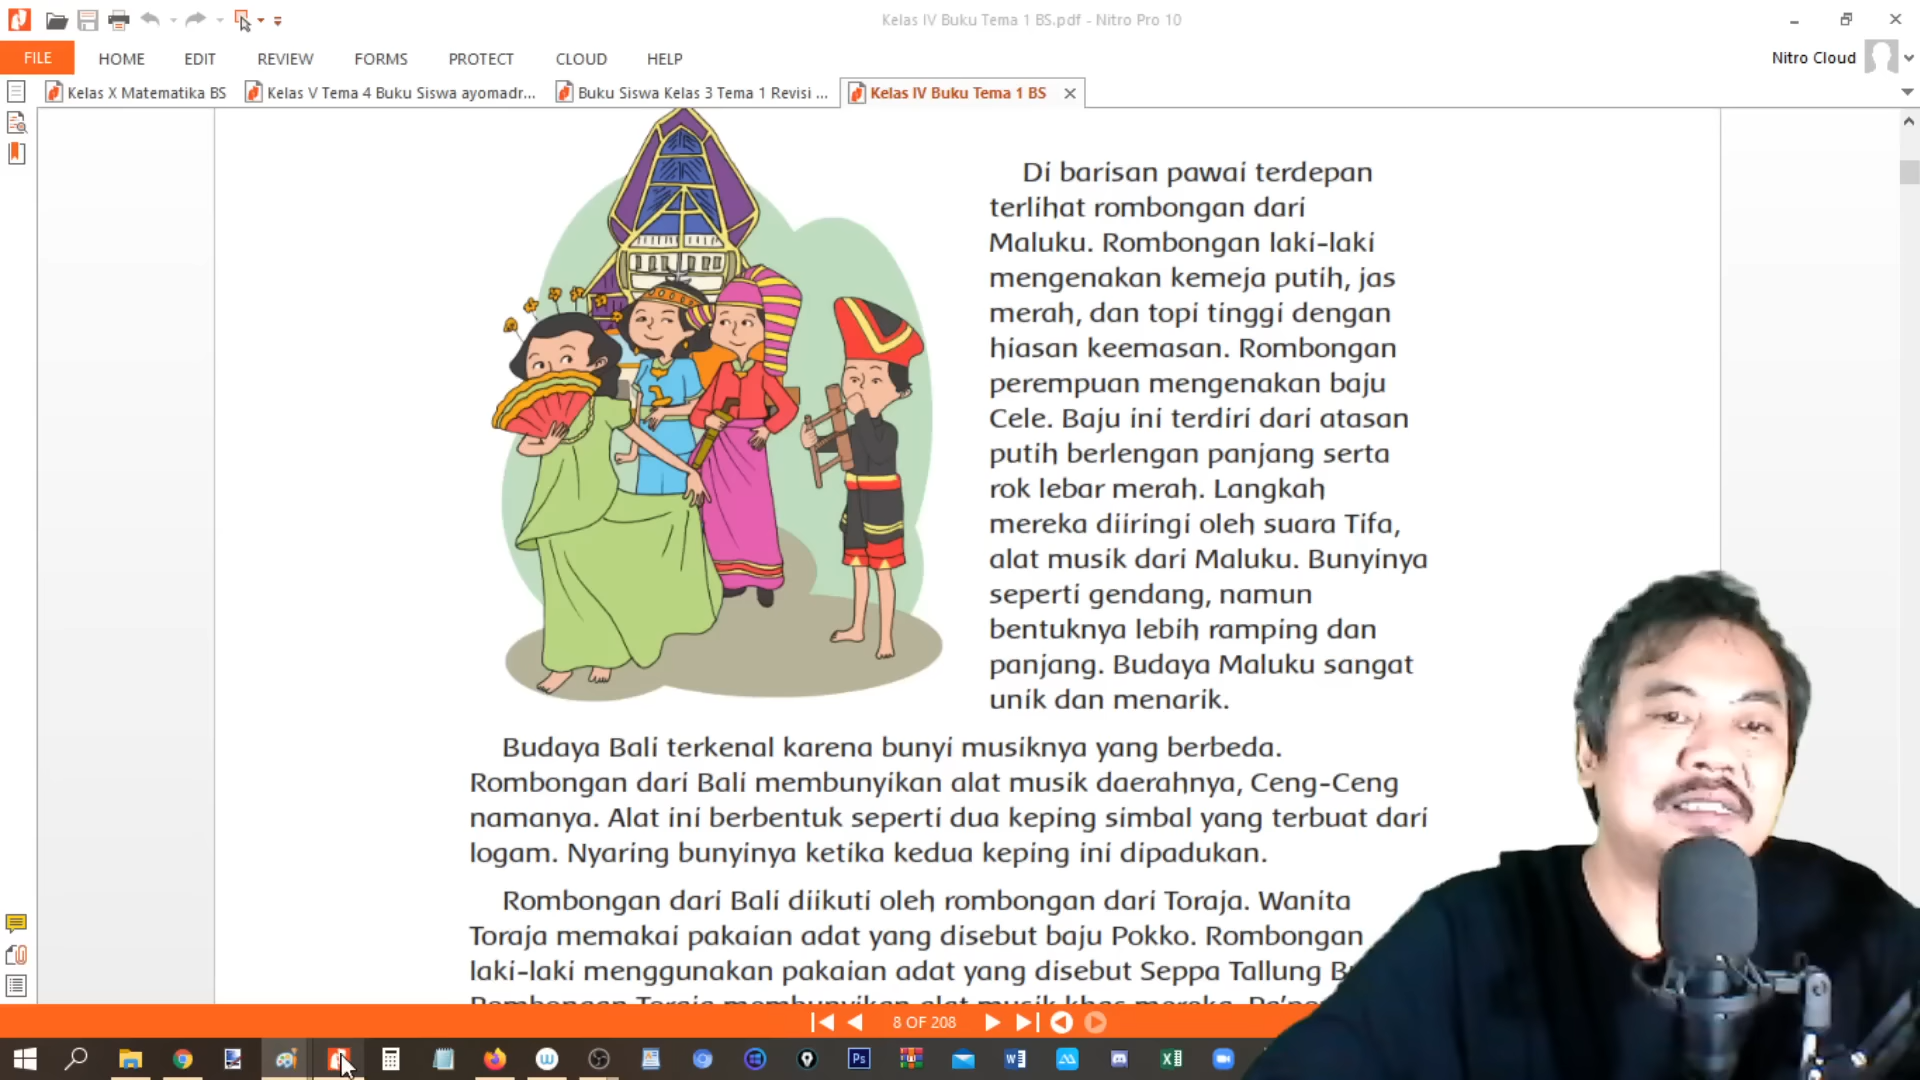 Kelas IV Buku Tema 1 BS.pdf - Nitro Pro 10
FILE
HOME
EDIT
REVIEW
FORMS
PROTECT
CLOUD
HELP
Nitro Cloud
Kelas X Matematika BS
Kelas V Tema 4 Buku Siswa ayomadr...
Buku Siswa Kelas 3 Tema 1 Revisi ...
Kelas IV Buku Tema 1 BS
Di barisan pawai terdepan
terlihat rombongan dari
Maluku. Rombongan laki-laki
mengenakan kemeja putih, jas
merah, dan topi tinggi dengan
hiasan keemasan. Rombongan
perempuan mengenakan baju
Cele. Baju ini terdiri dari atasan
putih berlengan panjang serta
rok lebar merah. Langkah
mereka diiringi oleh suara Tifa,
alat musik dari Maluku. Bunyinya
seperti gendang, namun
bentuknya lebih ramping dan
panjang. Budaya Maluku sangat
unik dan menarik.
Budaya Bali terkenal karena bunyi musiknya yang berbeda.
Rombongan dari Bali membunyikan alat musik daerahnya, Ceng-Ceng
namanya. Alat ini berbentuk seperti dua keping simbal yang terbuat dari
logam. Nyaring bunyinya ketika kedua keping ini dipadukan.
Rombongan dari Bali diikuti oleh rombongan dari Toraja. Wanita
Toraja memakai pakaian adat yang disebut baju Pokko. Rombongan
laki-laki menggunakan pakaian adat yang disebut Seppa Tallung
Rombongan Toraja membunyikan alat musik khas mereka,
8 OF 208
Ps